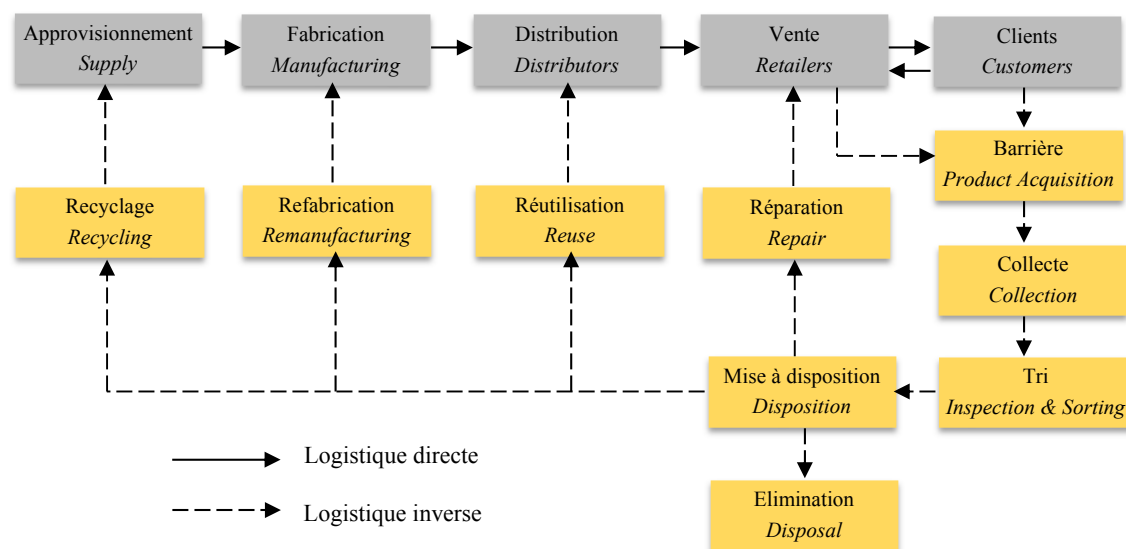 Approvisionnement
Supply
Fabrication
Manufacturing
Distribution
Distributors
Vente
Retailers
Clients
Customers
Barrière
Product Acquisition
Recyclage
Recycling
Refabrication
Remanufacturing
Réutilisation
Reuse
Réparation
Repair
Collecte
Collection
Mise à disposition
Disposition
Tri
Inspection & Sorting
Logistique directe
Logistique inverse
Elimination
Disposal